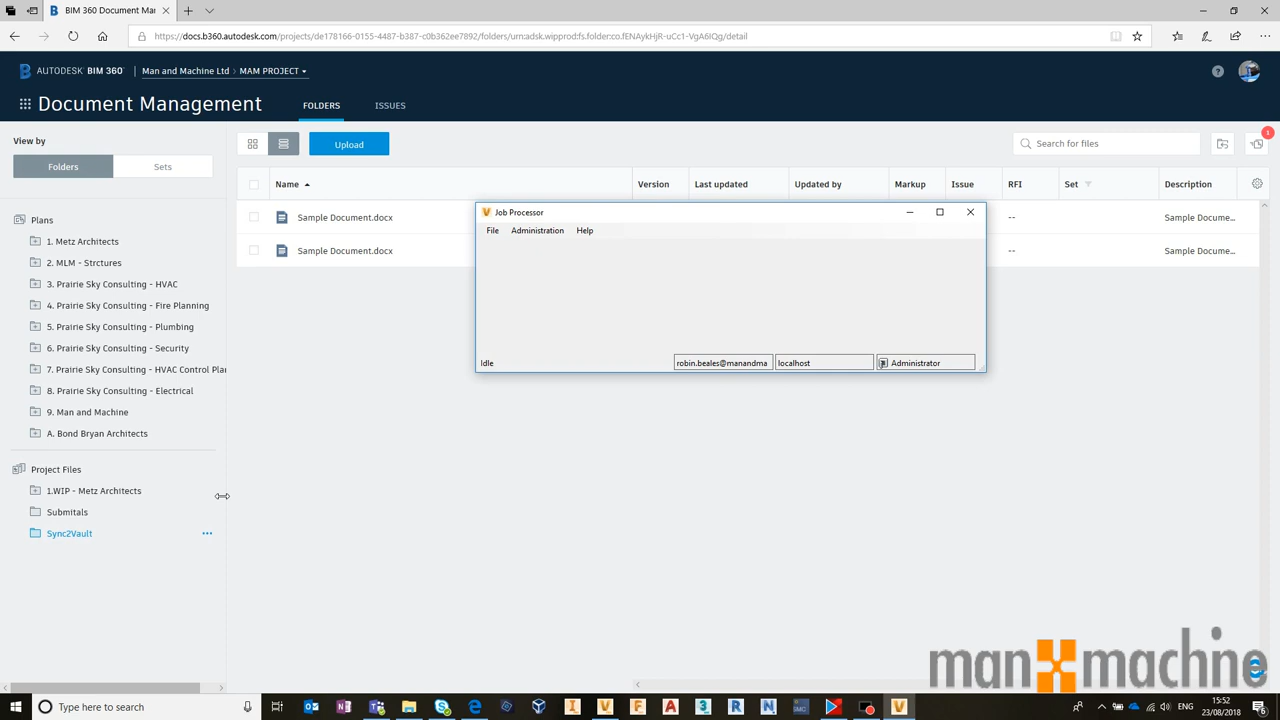 BIM 360 Document Mar
https://docs.b360.autodesk.com/projects/de178166-0155-4487-b387-c0b362ee7892/folders/urn:adsk.wipprod:fs.folder:co.fENAykHjR-uCc1-VgA6IQg/detail
AUTODESK BIM 360 Man and Machine Ltd > MAM PROJECT
Document Management FOLDERS ISSUES
View by
Folders Sets
Upload
Search for files
1
Name Version Last updated Updated by Markup Issue RFI Set Description
Sample Document.docx -- Sample Docume...
Sample Document.docx -- Sample Docume...
Plans
1. Metz Architects
2. MLM - Strctures
3. Prairie Sky Consulting - HVAC
4. Prairie Sky Consulting - Fire Planning
5. Prairie Sky Consulting - Plumbing
6. Prairie Sky Consulting - Security
7. Prairie Sky Consulting - HVAC Control Plan
8. Prairie Sky Consulting - Electrical
9. Man and Machine
A. Bond Bryan Architects
Project Files
1.WIP - Metz Architects
Submitals
Sync2Vault
Job Processor
File Administration Help
Idle robin.beales@manandma localhost Administrator
man machine
Type here to search
15:52
23/08/2018